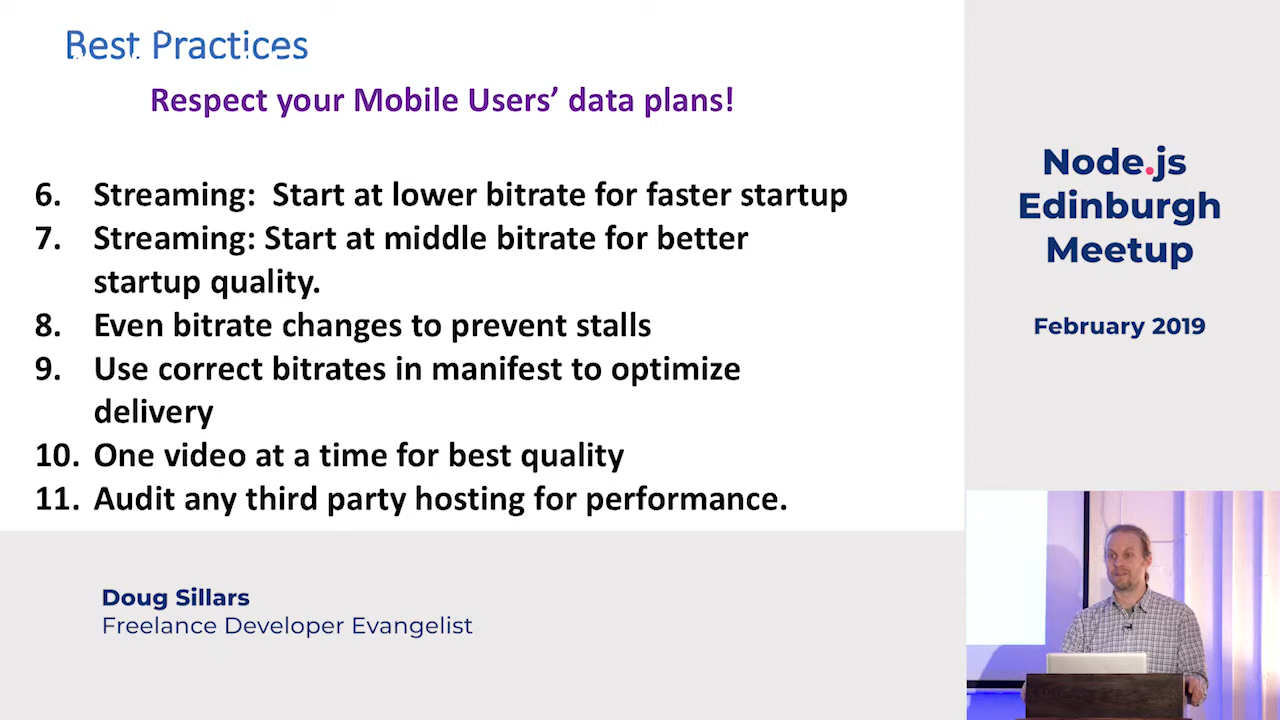 Best Practices
Respect your Mobile Users’ data plans!
6. Streaming: Start at lower bitrate for faster startup
7. Streaming: Start at middle bitrate for better
startup quality.
8. Even bitrate changes to prevent stalls
9. Use correct bitrates in manifest to optimize
delivery
10. One video at a time for best quality
11. Audit any third party hosting for performance.
Node.js
Edinburgh
Meetup
February 2019
Doug Sillars
Freelance Developer Evangelist